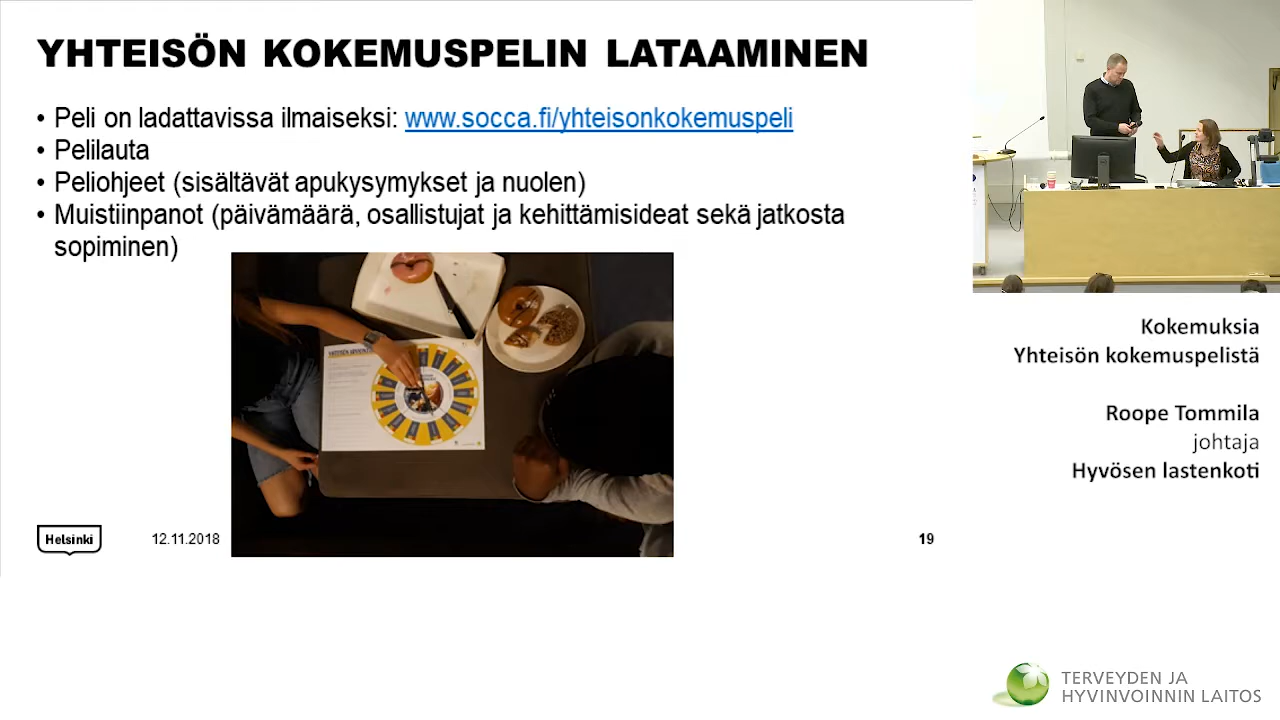 YHTEISÖN KOKEMUSPELIN LATAAMINEN
• Peli on ladattavissa ilmaiseksi: www.socca.fi/yhteisonkokemuspeli
• Pelilauta
• Peliohjeet (sisältävät apukysymykset ja nuolen)
• Muistiinpanot (päivämäärä, osallistujat ja kehittämisideat sekä jatkosta
sopiminen)
Helsinki
12.11.2018
19
Kokemuksia
Yhteisön kokemuspelistä
Roope Tommila
johtaja
Hyvösen lastenkoti
TERVEYDEN JA
HYVINVOINNIN LAITOS